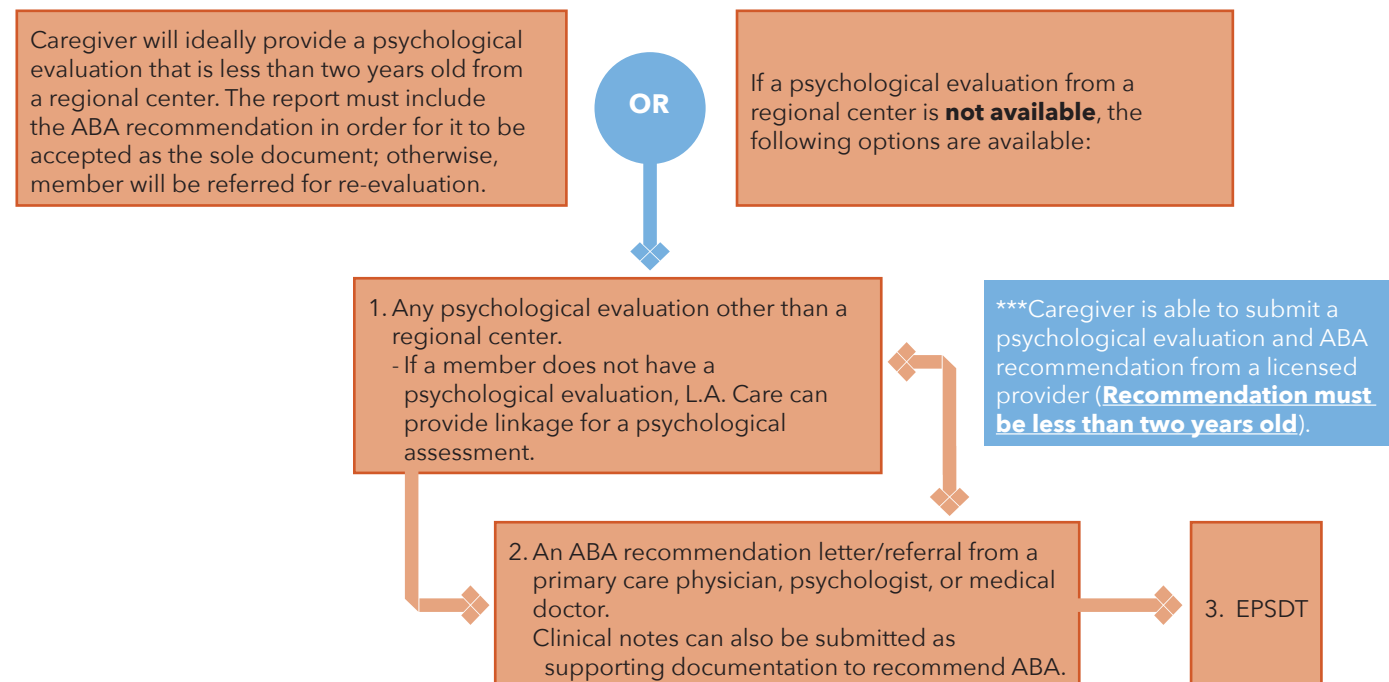 Caregiver will ideally provide a psychological
evaluation that is less than two years old from
a regional center. The report must include
the ABA recommendation in order for it to be
accepted as the sole document; otherwise,
member will be referred for re-evaluation.
OR
If a psychological evaluation from a
regional center is not available, the
following options are available:
1. Any psychological evaluation other than a
regional center.
- If a member does not have a
psychological evaluation, L.A. Care can
provide linkage for a psychological
assessment.
***Caregiver is able to submit a
psychological evaluation and ABA
recommendation from a licensed
provider (Recommendation must
be less than two years old).
2. An ABA recommendation letter/referral from a
primary care physician, psychologist, or medical
doctor.
Clinical notes can also be submitted as
supporting documentation to recommend ABA.
3. EPSDT